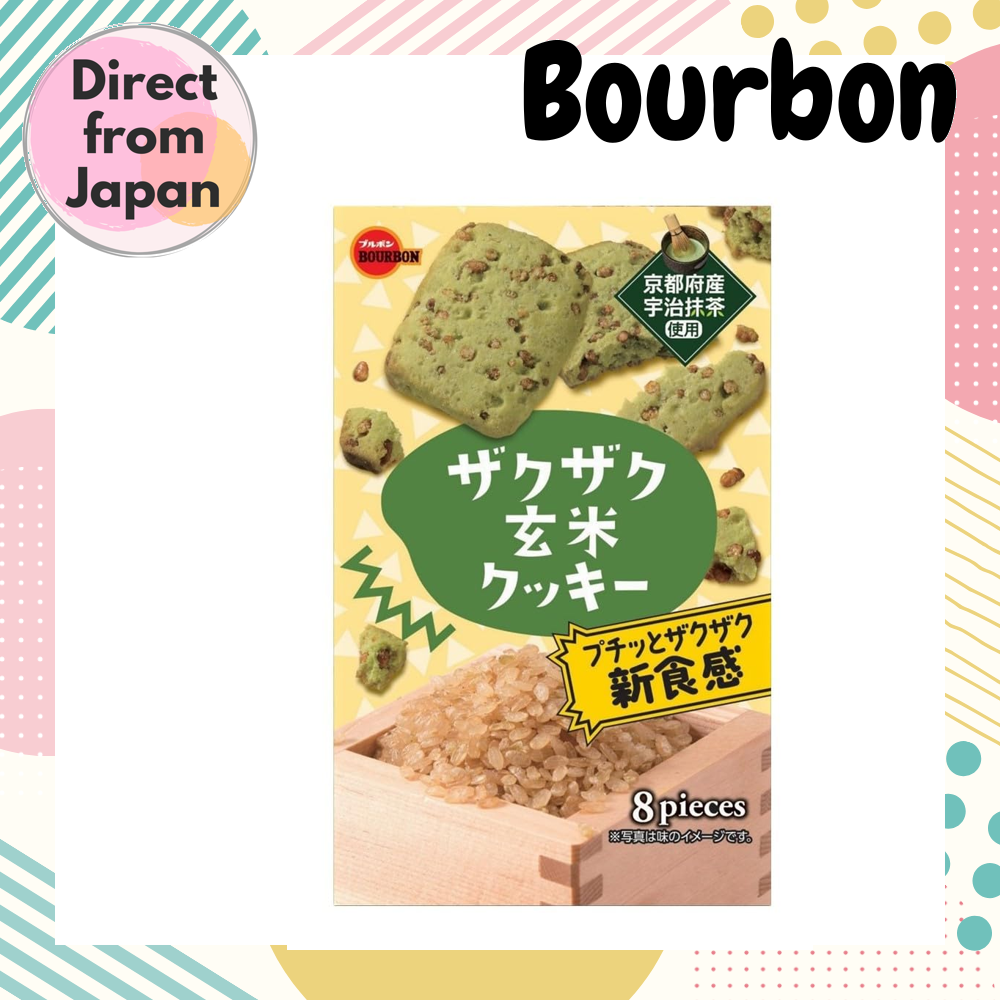 Direct
from
Japan
Bourbon
ブルボン
BOURBON
京都府産
宇治抹茶
使用
ザクザク
玄米
クッキー
プチッとザクザク
新食感
8 pieces
※写真は味のイメージです。